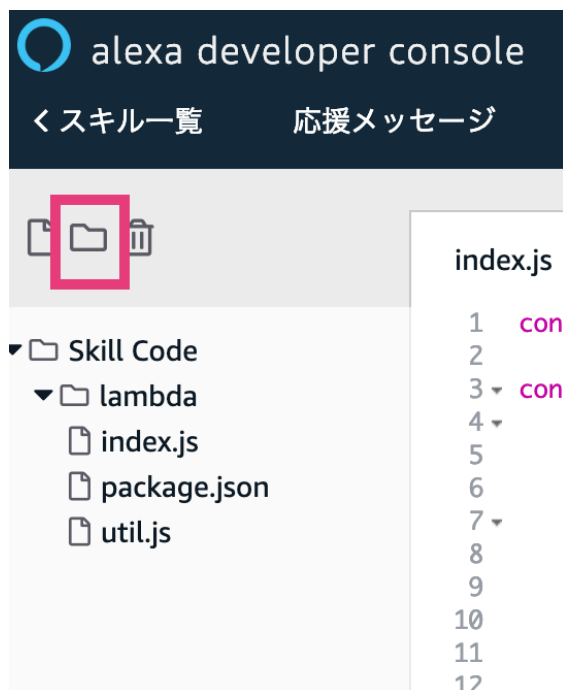 alexa developer console
スキル一覧 応援メッセージ
index.js
Skill Code
lambda
index.js
package.json
util.js
1 con
2
3 con
4
5
6
7
8
9
10
11
12